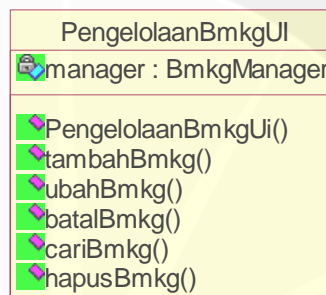 PengelolaanBmkgUI
manager : BmkgManager
PengelolaanBmkgUi()
tambahBmkg()
ubahBmkg()
batalBmkg()
cariBmkg()
hapusBmkg()